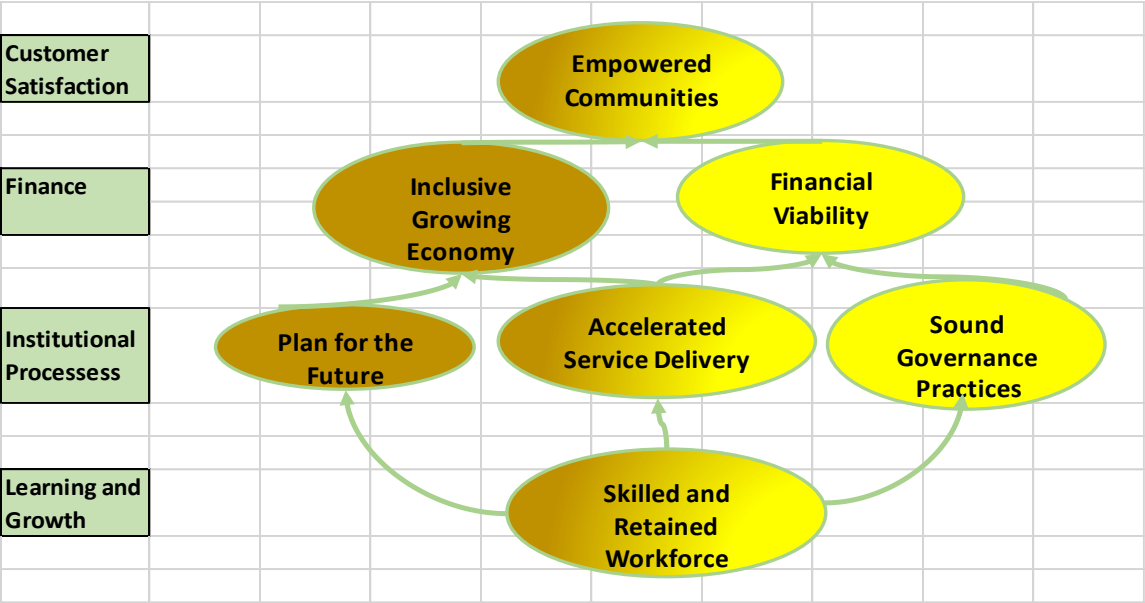 Customer
Satisfaction
Empowered
Communities
Finance
Inclusive
Growing
Economy
Financial
Viability
Institutional
Processess
Plan for the
Future
Accelerated
Service Delivery
Sound
Governance
Practices
Learning and
Growth
Skilled and
Retained
Workforce